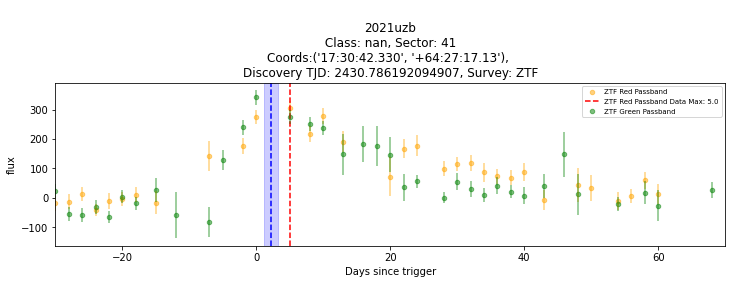 2021uzb
Class: nan, Sector: 41
Coords:('17:30:42.330', '+64:27:17.13'),
Discovery TJD: 2430.786192094907, Survey: ZTF
ZTF Red Passband
ZTF Red Passband Data Max: 5.0
ZTF Green Passband
300
200
100
0
−100
flux
−20
0
20
40
60
Days since trigger